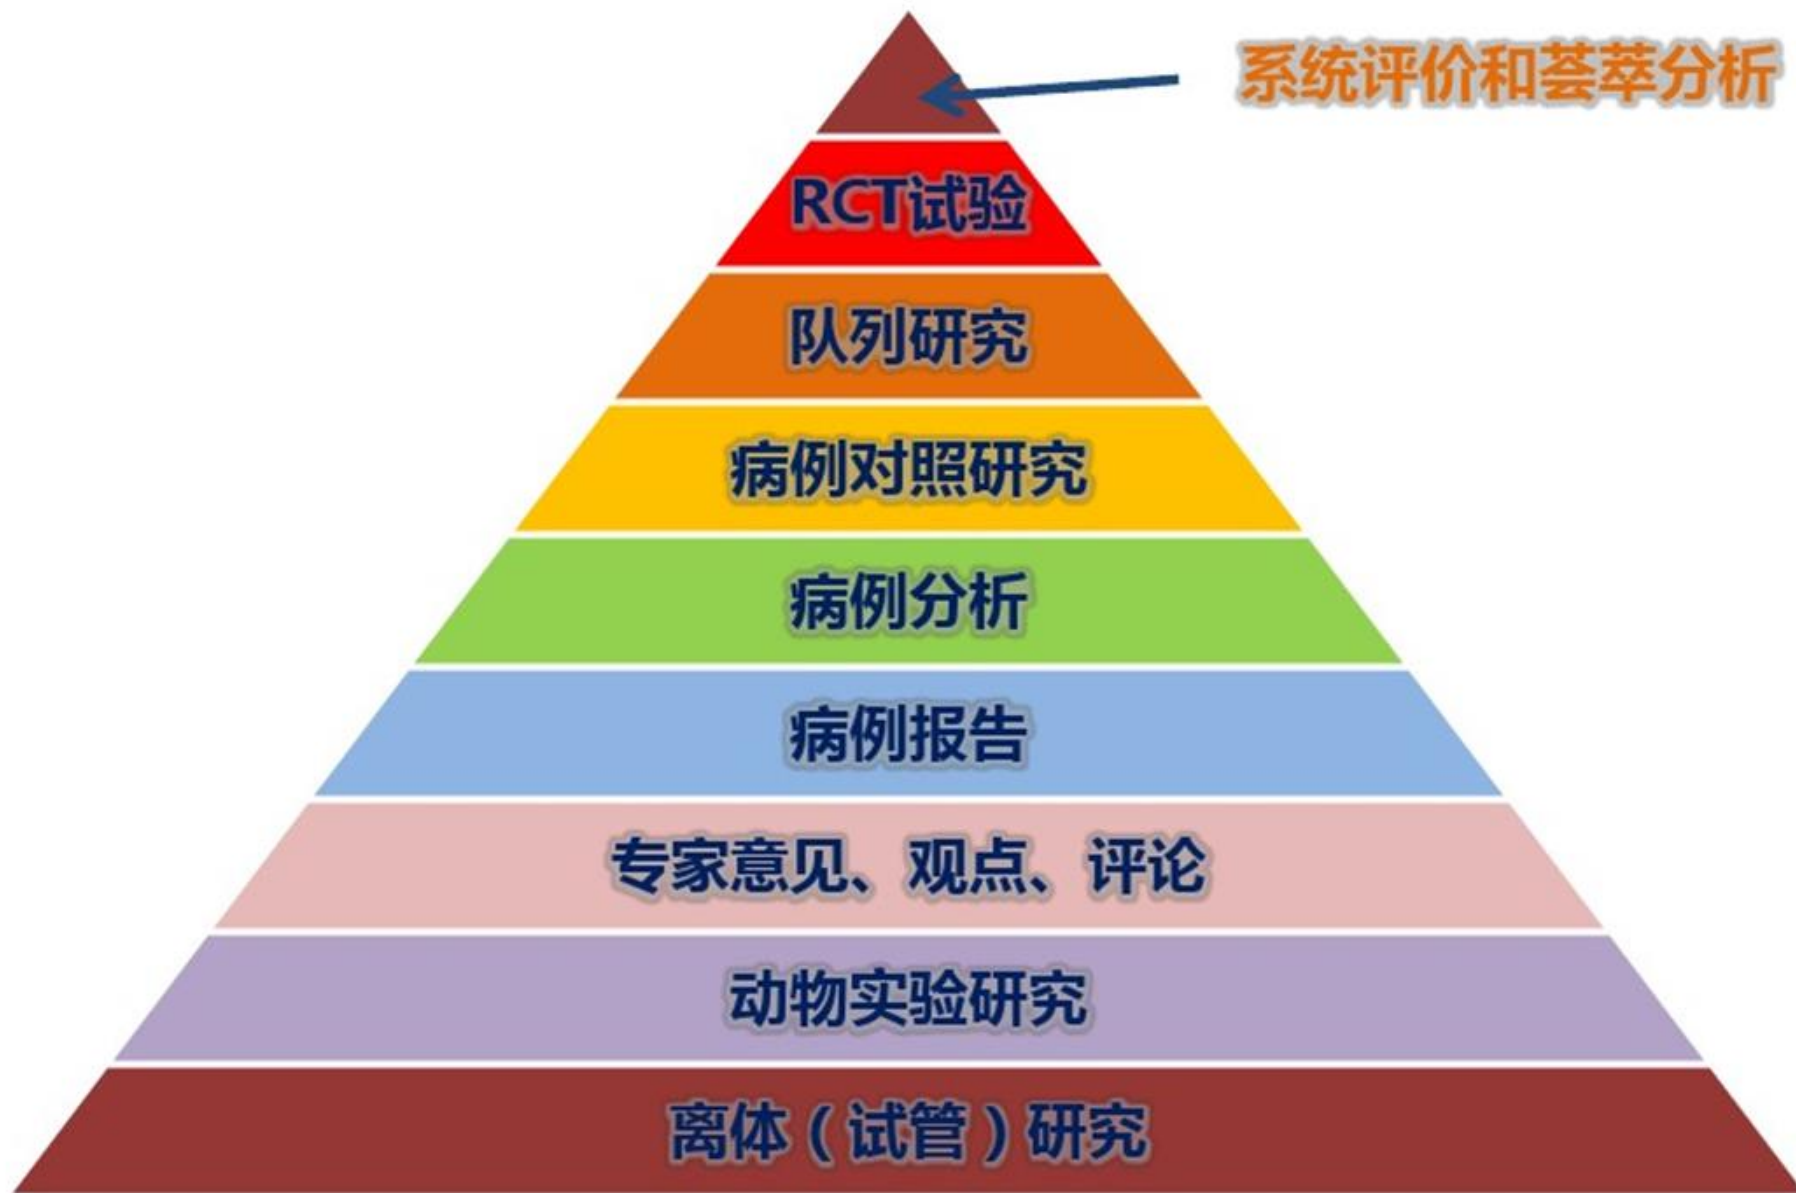 系统评价和荟萃分析
RCT试验
队列研究
病例对照研究
病例分析
病例报告
专家意见、观点、评论
动物实验研究
离体（试管）研究